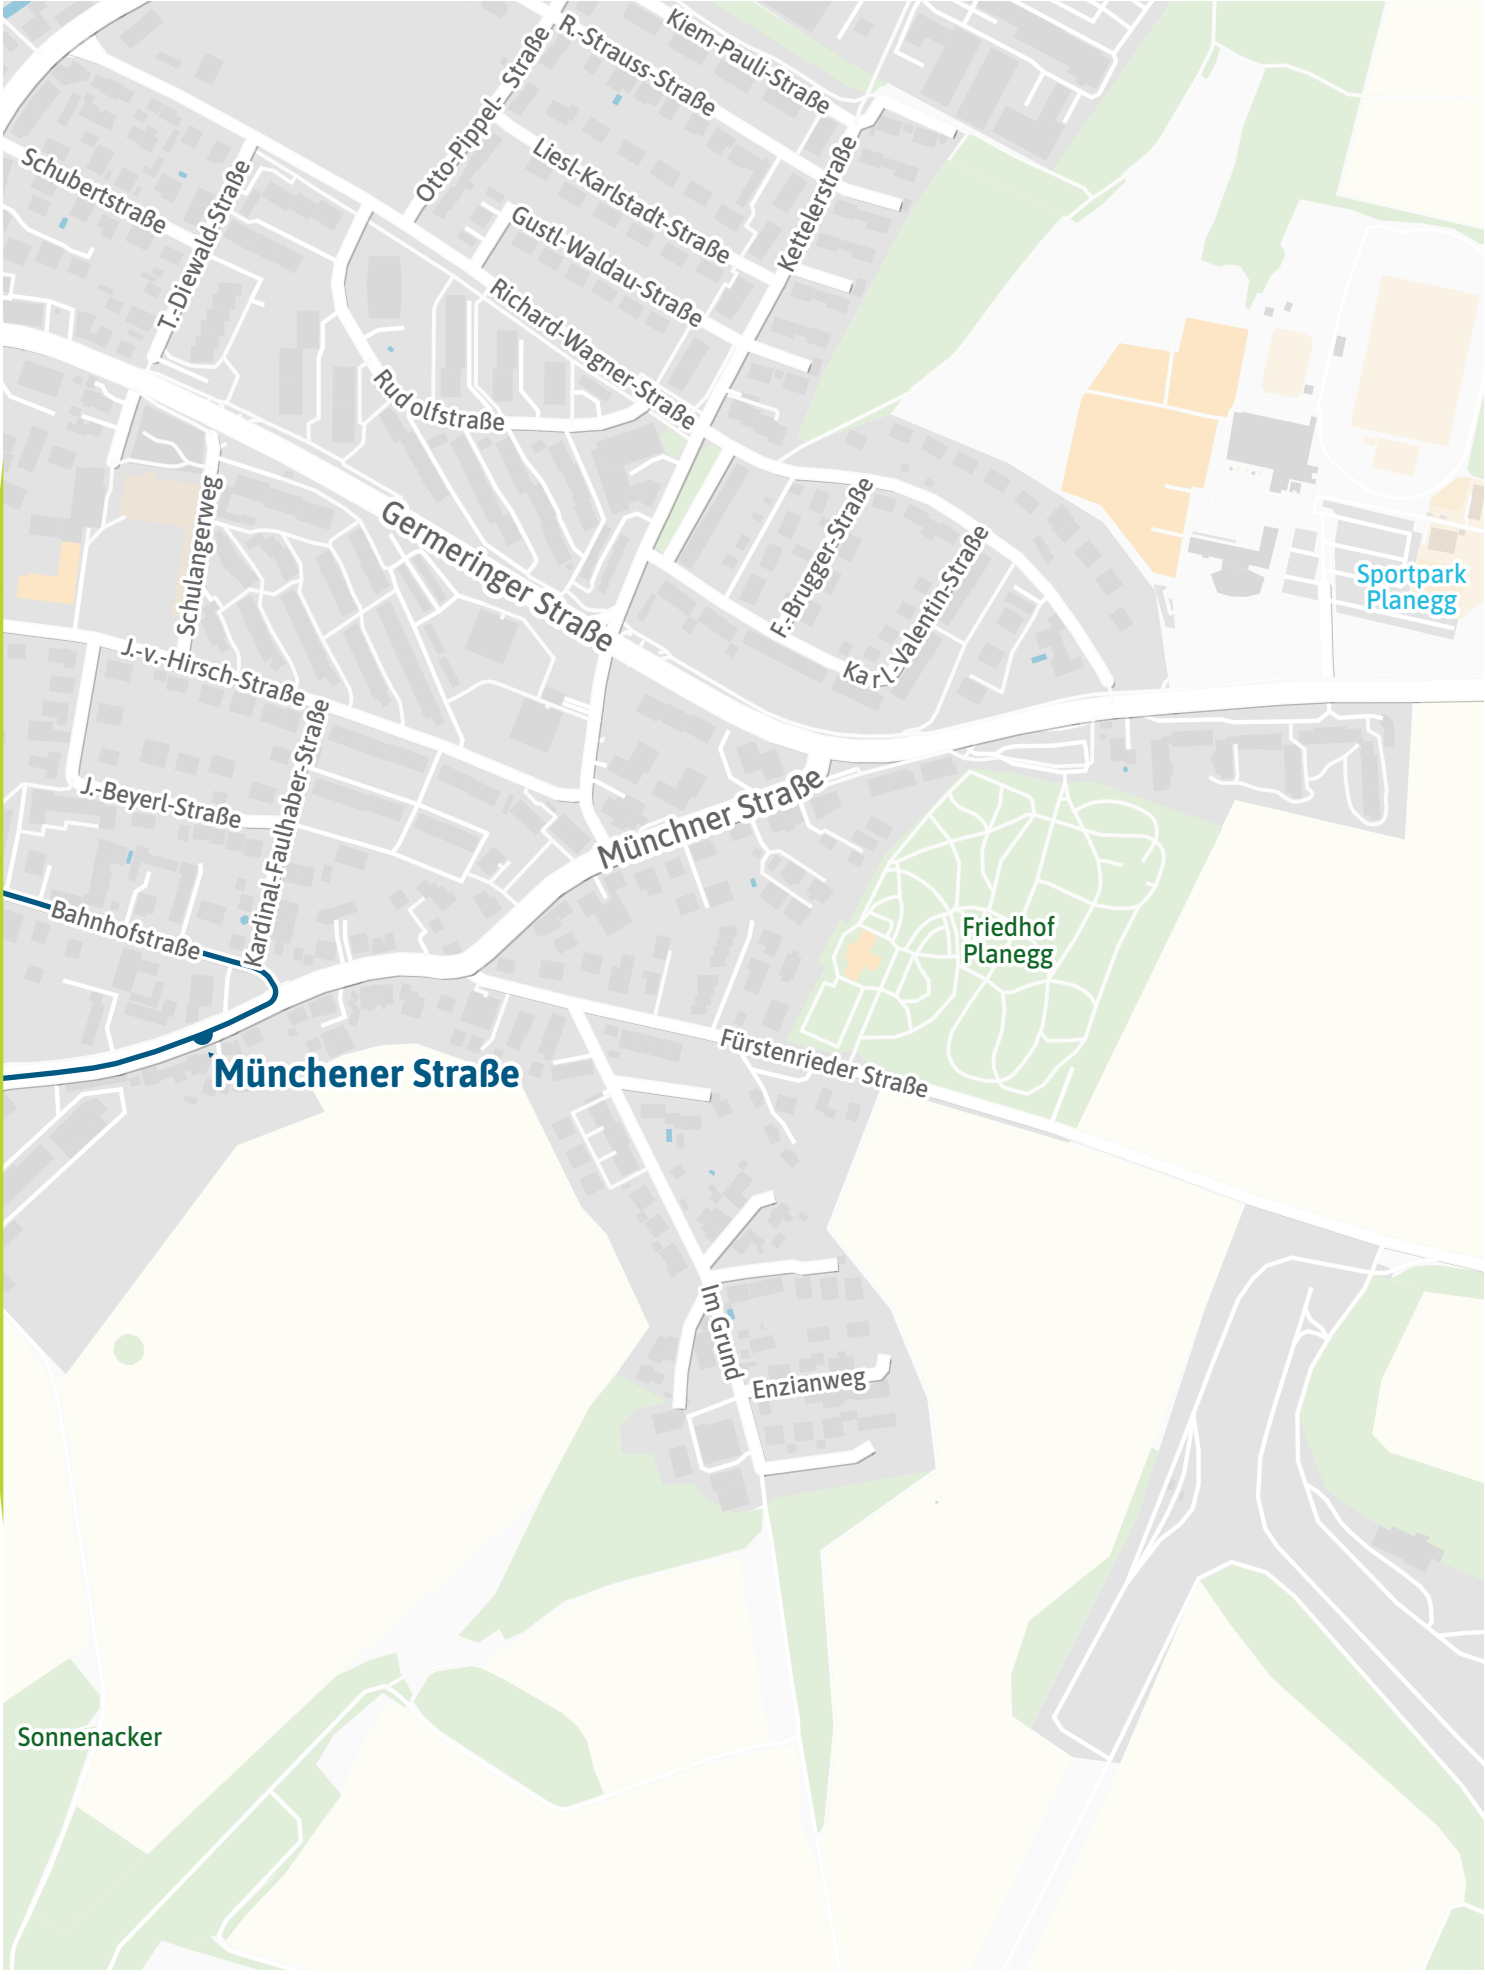 Kiem-Pauli-Straße
R.-Strauss-Straße
Otto-Pippel- Straße
Schubertstraße
T.-Diewald-Straße
Liesl-Karlstadt-Straße
Kettelerstraße
Gustl-Waldau-Straße
Richard-Wagner-Straße
Rudolfstraße
Schulangerweg
Germeringer Straße
F.-Brugger-Straße
Karl.-Valentin-Straße
Sportpark
Planegg
J.-v.-Hirsch-Straße
J.-Beyerl-Straße
Kardinal-Faulhaber-Straße
Münchner Straße
Bahnhofstraße
Friedhof
Planegg
Münchener Straße
Fürstenrieder Straße
Im Grund
Enzianweg
Sonnenacker